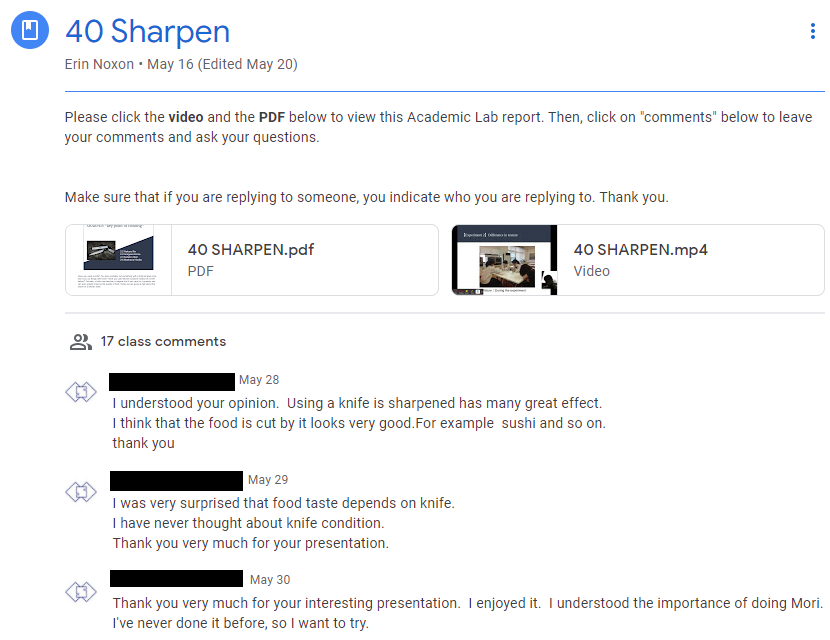 40 Sharpen
Erin Noxon • May 16 (Edited May 20)
Please click the video and the PDF below to view this Academic Lab report. Then, click on "comments" below to leave
your comments and ask your questions.
Make sure that if you are replying to someone, you indicate who you are replying to. Thank you.
40 SHARPEN.pdf
PDF
40 SHARPEN.mp4
Video
17 class comments
May 28
I understood your opinion.  Using a knife is sharpened has many great effect.
I think that the food is cut by it looks very good.For example  sushi and so on.
thank you
May 29
I was very surprised that food taste depends on knife.
I have never thought about knife condition.
Thank you very much for your presentation.
May 30
Thank you very much for your interesting presentation.  I enjoyed it.  I understood the importance of doing Mori.
I've never done it before, so I want to try.